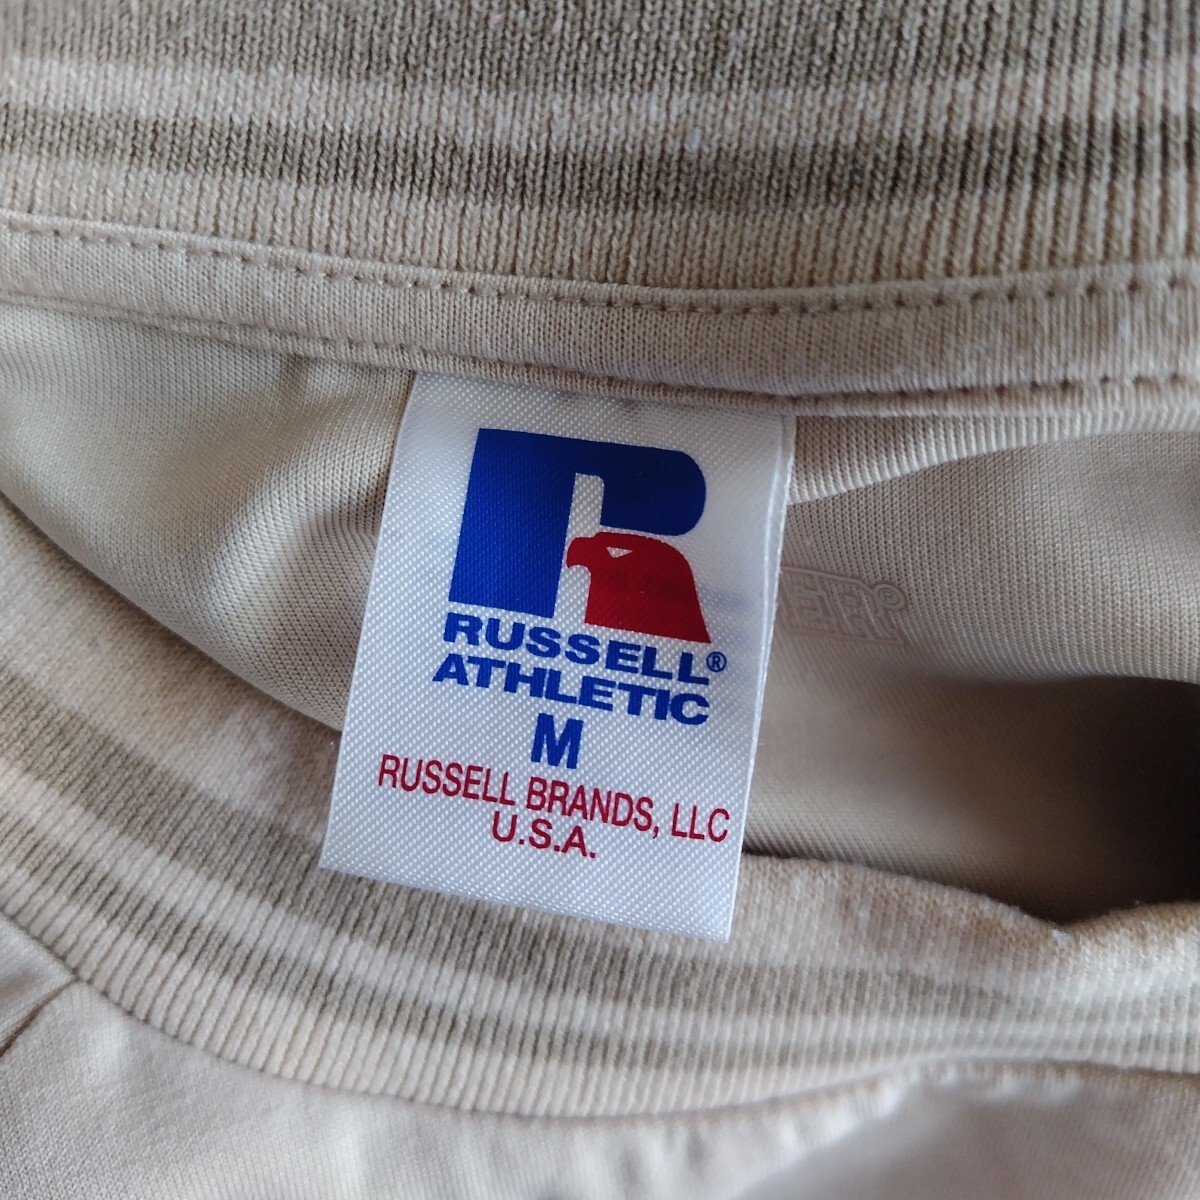 RUSSELL®
ATHLETIC
M
RUSSELL BRANDS, LLC
U.S.A.